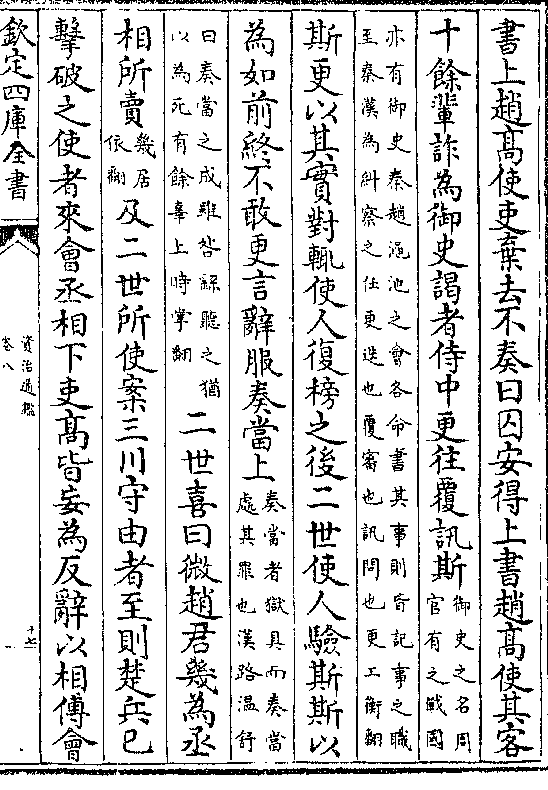 書上趙高使吏棄去不奏曰囚安得上書趙高使其客
十餘輩詐為御史謁者侍中更往覆訊斯
御史之名周
官有之戰國
亦有御史秦趙澠池之會各命書其事則皆記事之職
至秦漢為糾察之任更迭也覆審也訊問也更工衡翻
斯更以其實對輒使人復榜之後二世使人驗斯斯以
為如前終不敢更言辭服奏當上
奏當者獄具而奏當
處其罪也漢路温舒
曰奏當之成雖咎繇聽之猶
以為死有餘辜上時掌翻
二世喜曰微趙君幾為丞
相所賣
幾居
依翻
及二世所使案三川守由者至則楚兵已
擊破之使者來會丞相下吏高皆妄為反辭以相傅會
欽定四庫全書
資治通鑑
卷八
十七